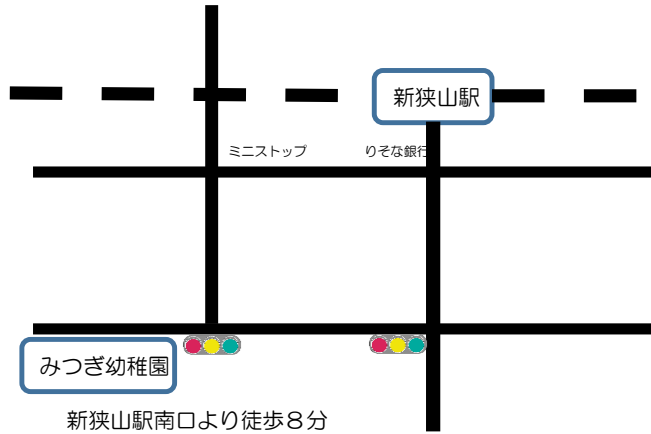 新狭山駅
ミニストップ
りそな銀行
みつぎ幼稚園
新狭山駅南口より徒歩８分